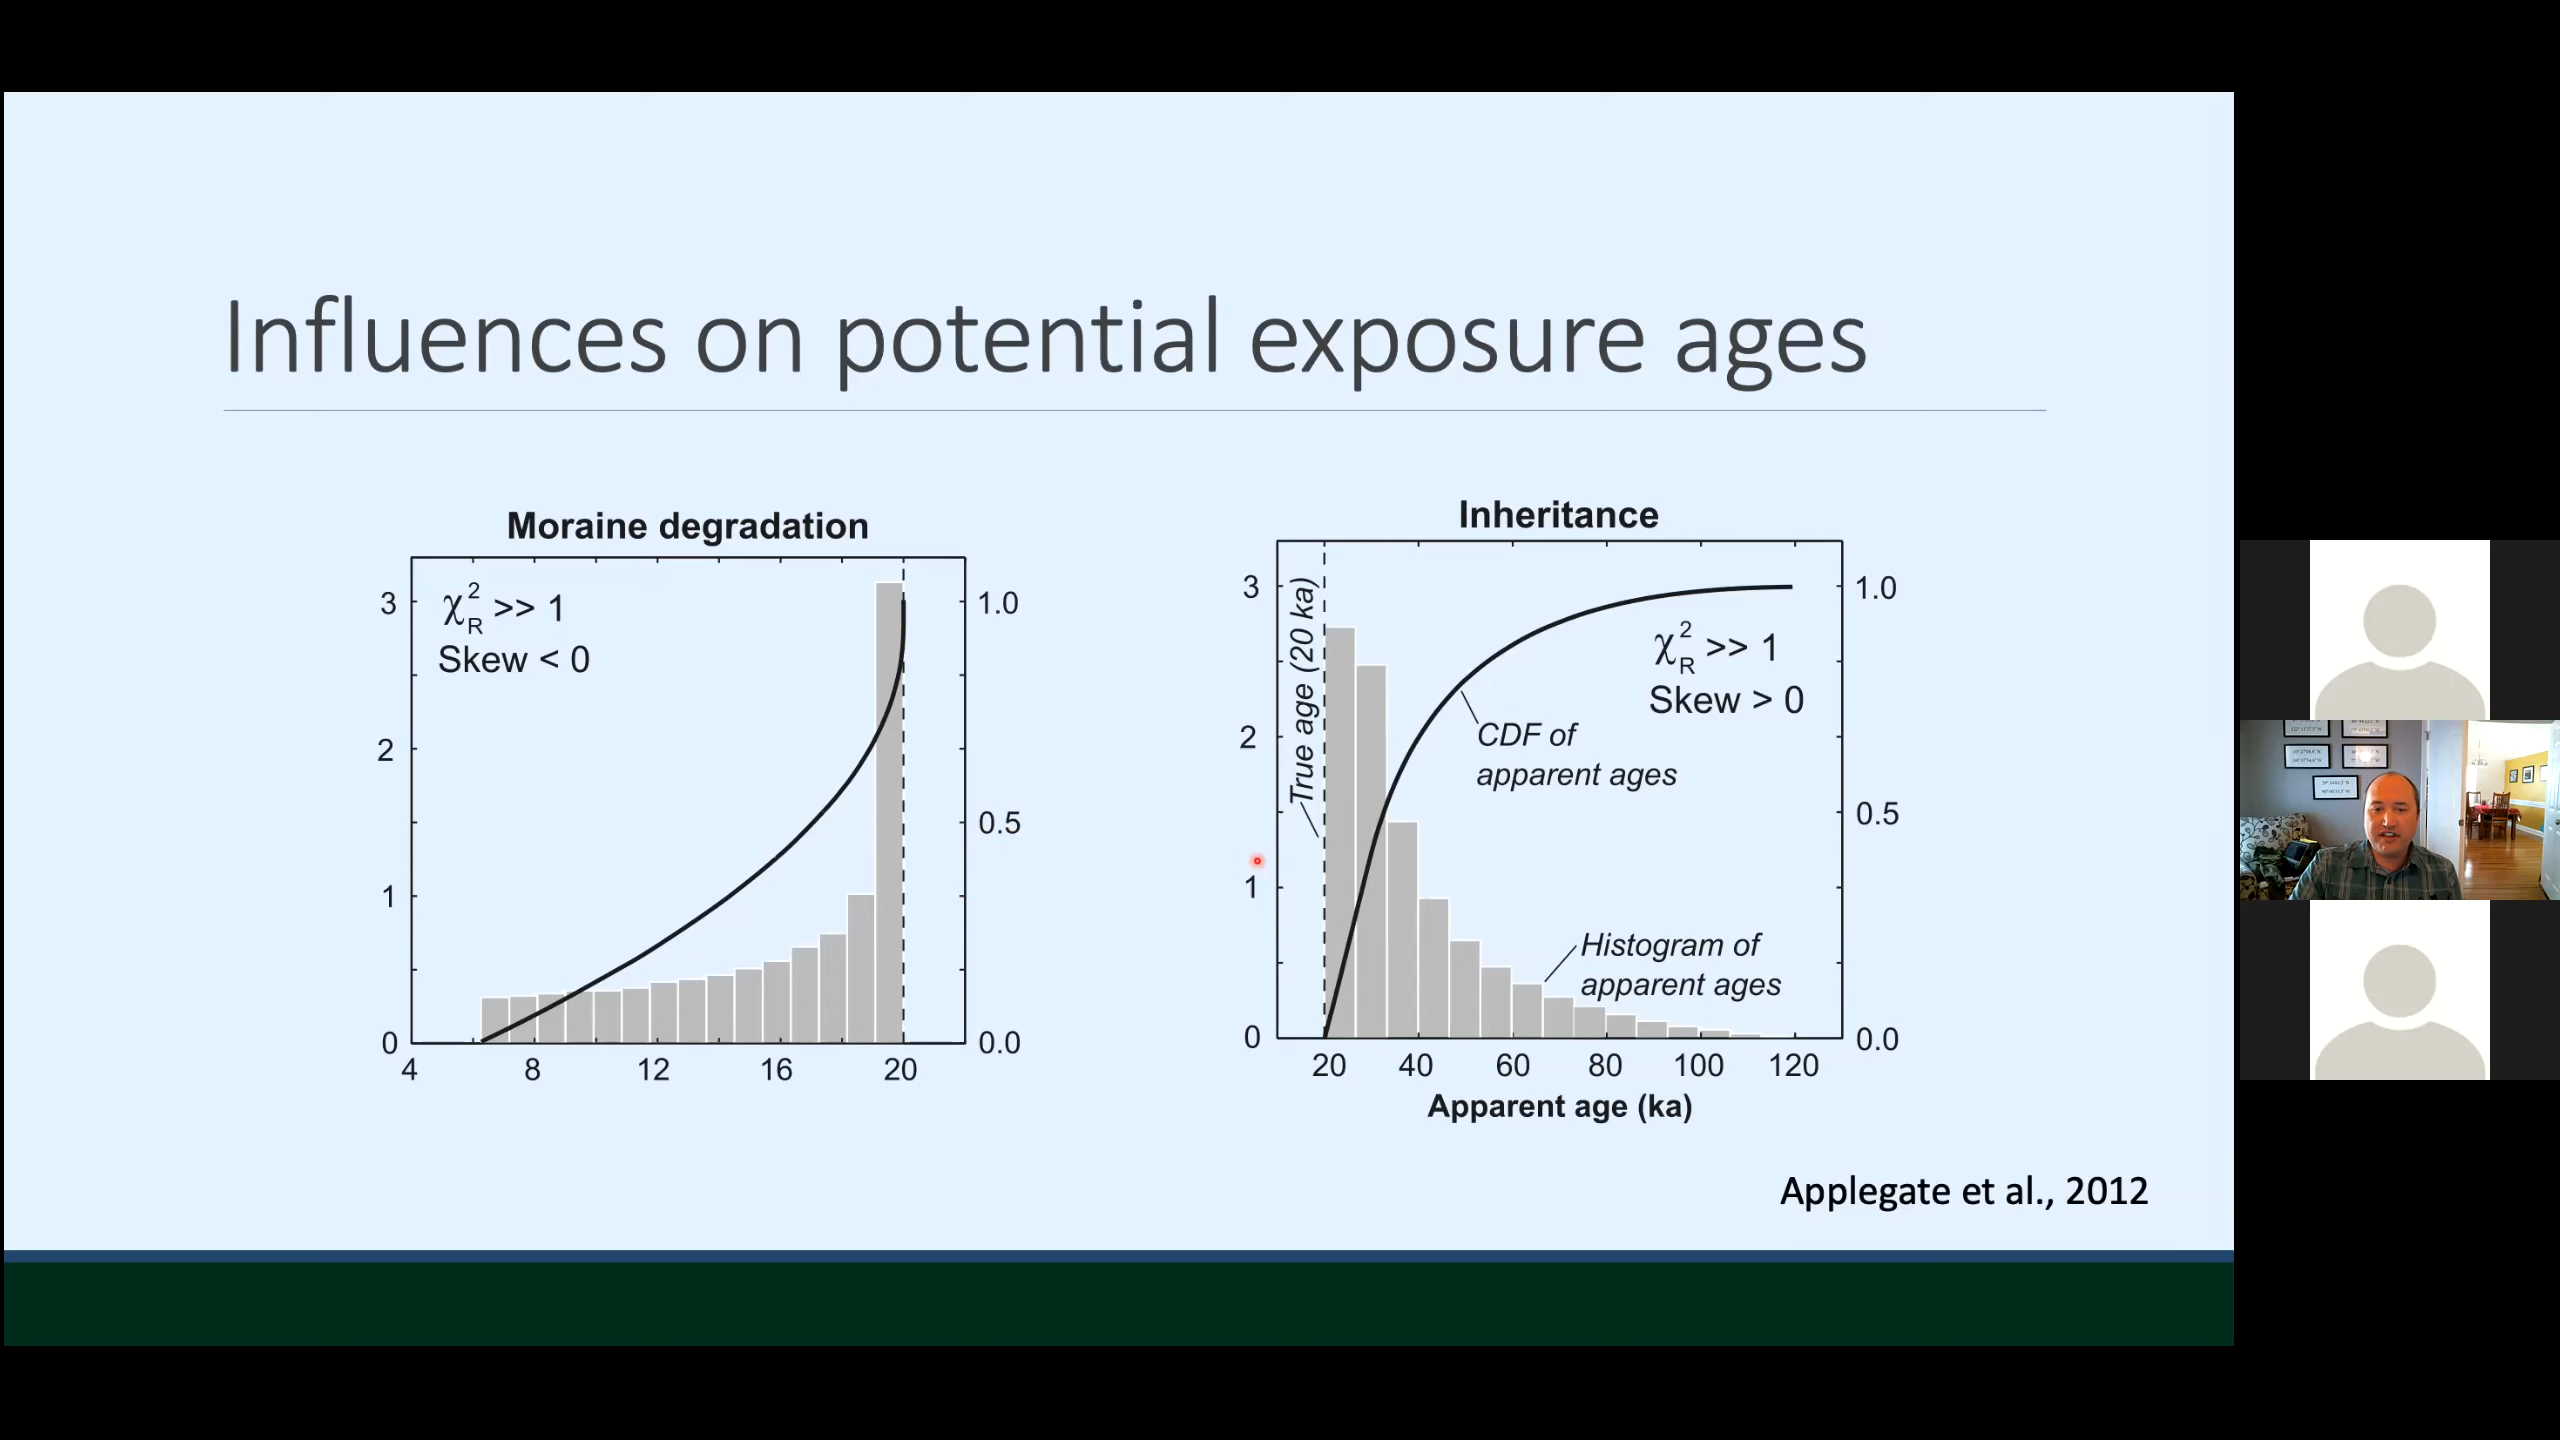 Influences on potential exposure ages
Moraine degradation
χ²R >> 1
Skew < 0
3
2
1
0
1.0
0.5
0.0
4 8 12 16 20
Inheritance
True age (20 ka)
χ²R >> 1
Skew > 0
CDF of
apparent ages
Histogram of
apparent ages
3
2
1
0
1.0
0.5
0.0
20 40 60 80 100 120
Apparent age (ka)
Applegate et al., 2012